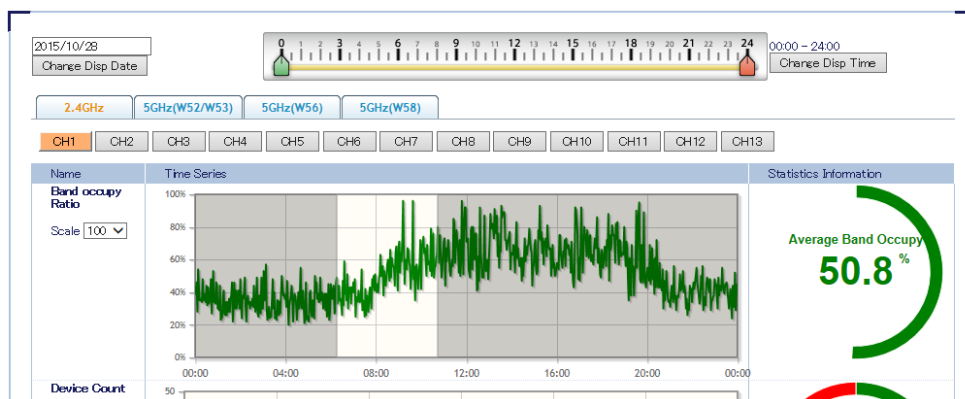 2015/10/28
Change Disp Date
0 1 2 3 4 5 6 7 8 9 10 11 12 13 14 15 16 17 18 19 20 21 22 23 24
00:00 - 24:00
Change Disp Time
2.4GHz 5GHz(W52/W53) 5GHz(W56) 5GHz(W58)
CH1 CH2 CH3 CH4 CH5 CH6 CH7 CH8 CH9 CH10 CH11 CH12 CH13
Name Time Series Statistics Information
Band occupy
Ratio
Scale 100
100%
80%
60%
40%
20%
0%
00:00 04:00 08:00 12:00 16:00 20:00 00:00
Average Band Occupy
50.8 %
Device Count
50